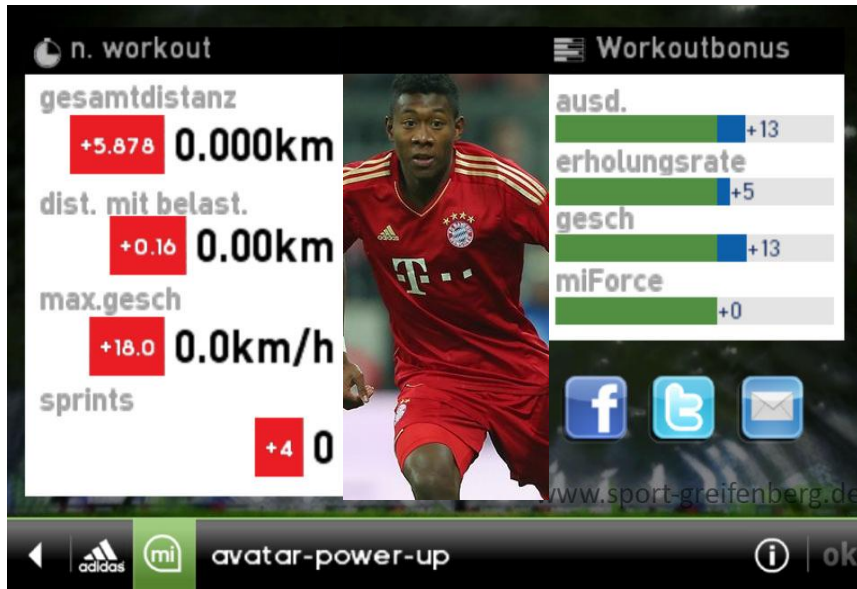 n. workout
gesamtdistanz
+5.878 0.000km
dist. mit belast.
+0.16 0.00km
max.gesch
+18.0 0.0km/h
sprints
+4 0
T··
Workoutbonus
ausd.
+13
erholungsrate
+5
gesch
+13
miForce
+0
f
t
www.sport-greifenberg.de
adidas
mi
avatar-power-up
i
ok